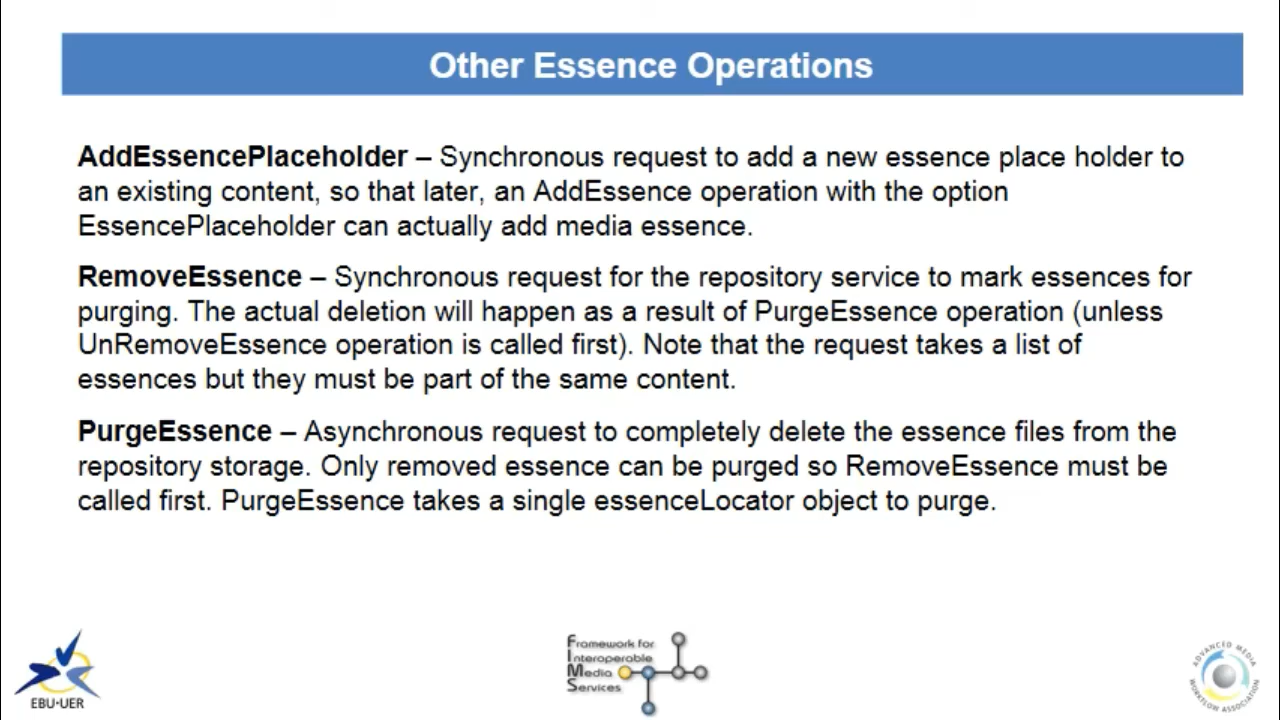 Other Essence Operations
AddEssencePlaceholder – Synchronous request to add a new essence place holder to
an existing content, so that later, an AddEssence operation with the option
EssencePlaceholder can actually add media essence.
RemoveEssence – Synchronous request for the repository service to mark essences for
purging. The actual deletion will happen as a result of PurgeEssence operation (unless
UnRemoveEssence operation is called first). Note that the request takes a list of
essences but they must be part of the same content.
PurgeEssence – Asynchronous request to completely delete the essence files from the
repository storage. Only removed essence can be purged so RemoveEssence must be
called first. PurgeEssence takes a single essenceLocator object to purge.
EBU·UER
Framework for
Interoperable
Media
Services
ADVANCED MEDIA
WORKFLOW ASSOCIATION